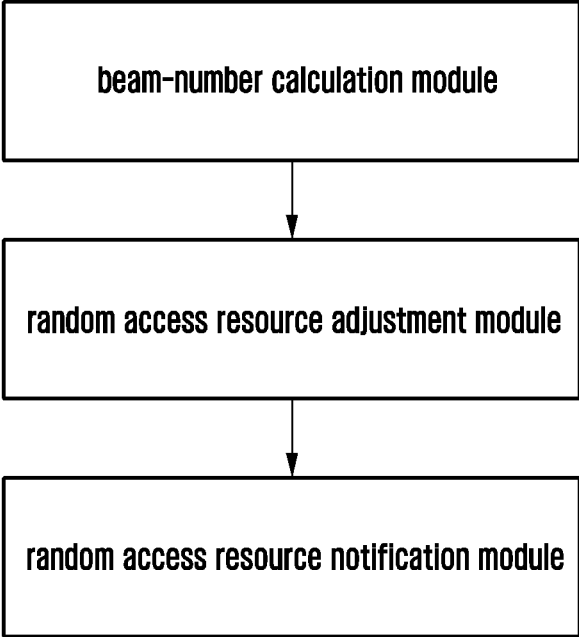 beam-number calculation module
random access resource adjustment module
random access resource notification module